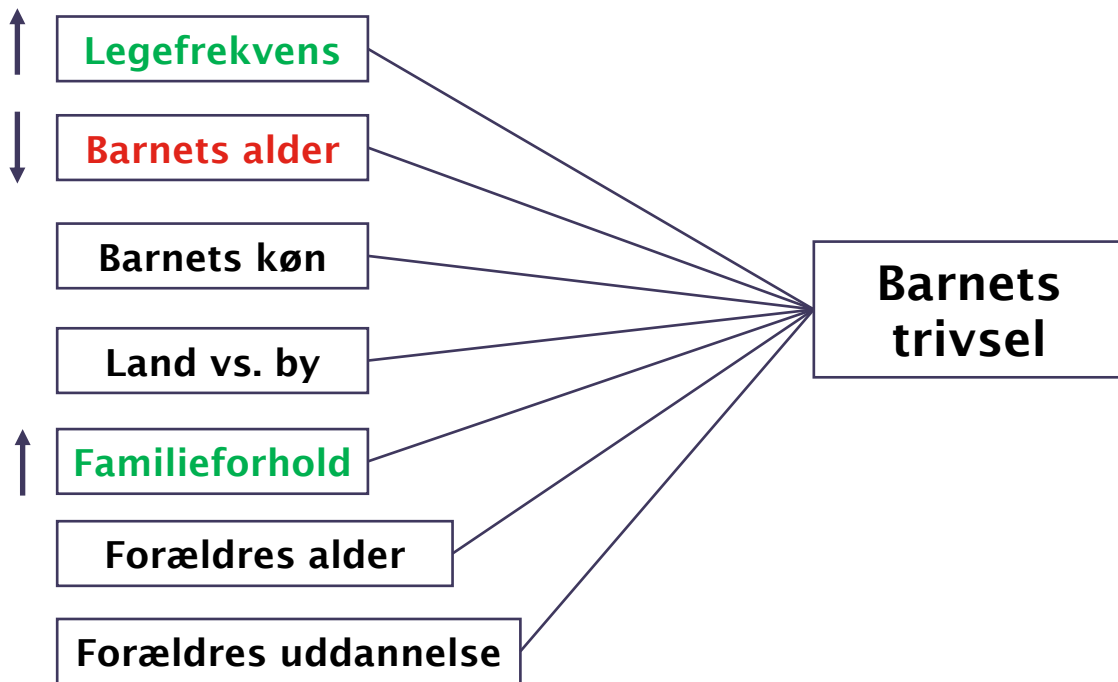 Legefrekvens
Barnets alder
Barnets køn
Land vs. by
Familieforhold
Forældres alder
Forældres uddannelse
Barnets
trivsel